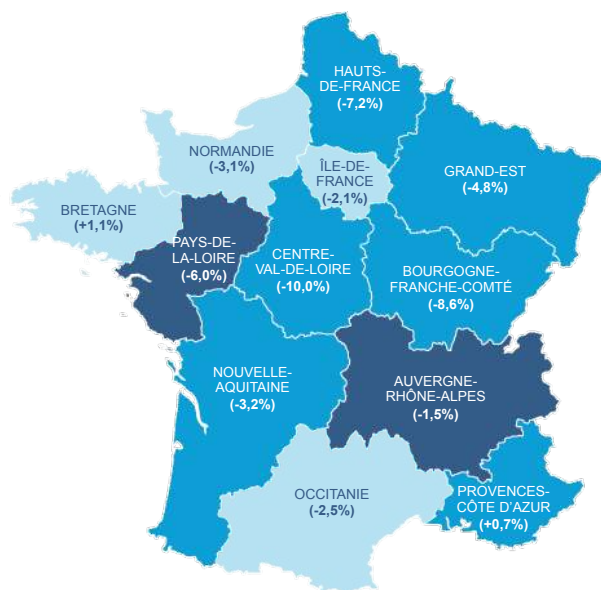 HAUTS-
DE-FRANCE
(-7,2%)
NORMANDIE
(-3,1%)
ÎLE-DE-
FRANCE
(-2,1%)
GRAND-EST
(-4,8%)
BRETAGNE
(+1,1%)
PAYS-DE-
LA-LOIRE
(-6,0%)
CENTRE-
VAL-DE-LOIRE
(-10,0%)
BOURGOGNE-
FRANCHE-COMTÉ
(-8,6%)
NOUVELLE-
AQUITAINE
(-3,2%)
AUVERGNE-
RHÔNE-ALPES
(-1,5%)
OCCITANIE
(-2,5%)
PROVENCES-
CÔTE D'AZUR
(+0,7%)